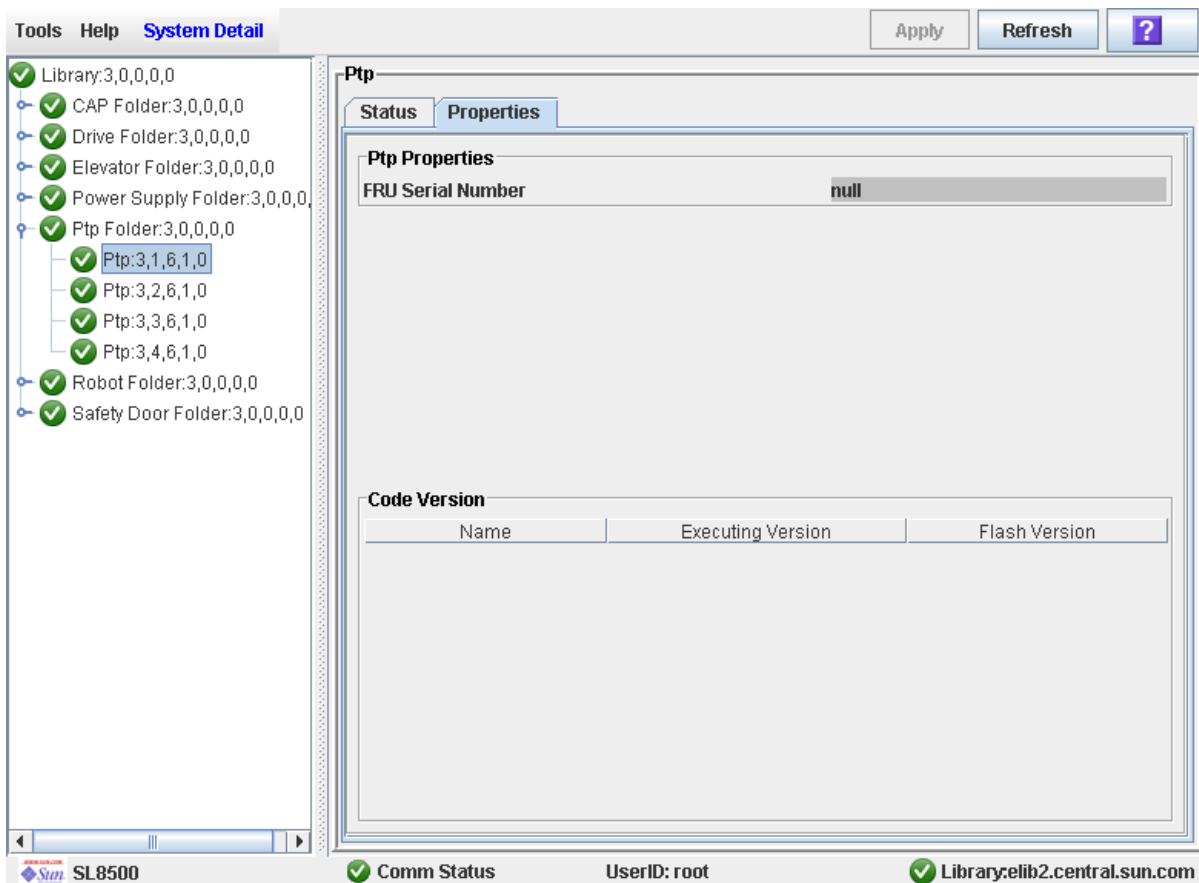 Tools Help System Detail
Apply Refresh ?
Library:3,0,0,0,0
CAP Folder:3,0,0,0,0
Drive Folder:3,0,0,0,0
Elevator Folder:3,0,0,0,0
Power Supply Folder:3,0,0,0,
Ptp Folder:3,0,0,0,0
Ptp:3,1,6,1,0
Ptp:3,2,6,1,0
Ptp:3,3,6,1,0
Ptp:3,4,6,1,0
Robot Folder:3,0,0,0,0
Safety Door Folder:3,0,0,0,0
Ptp
Status Properties
Ptp Properties
FRU Serial Number null
Code Version
Name Executing Version Flash Version
Sun SL8500 Comm Status UserID: root Library:elib2.central.sun.com